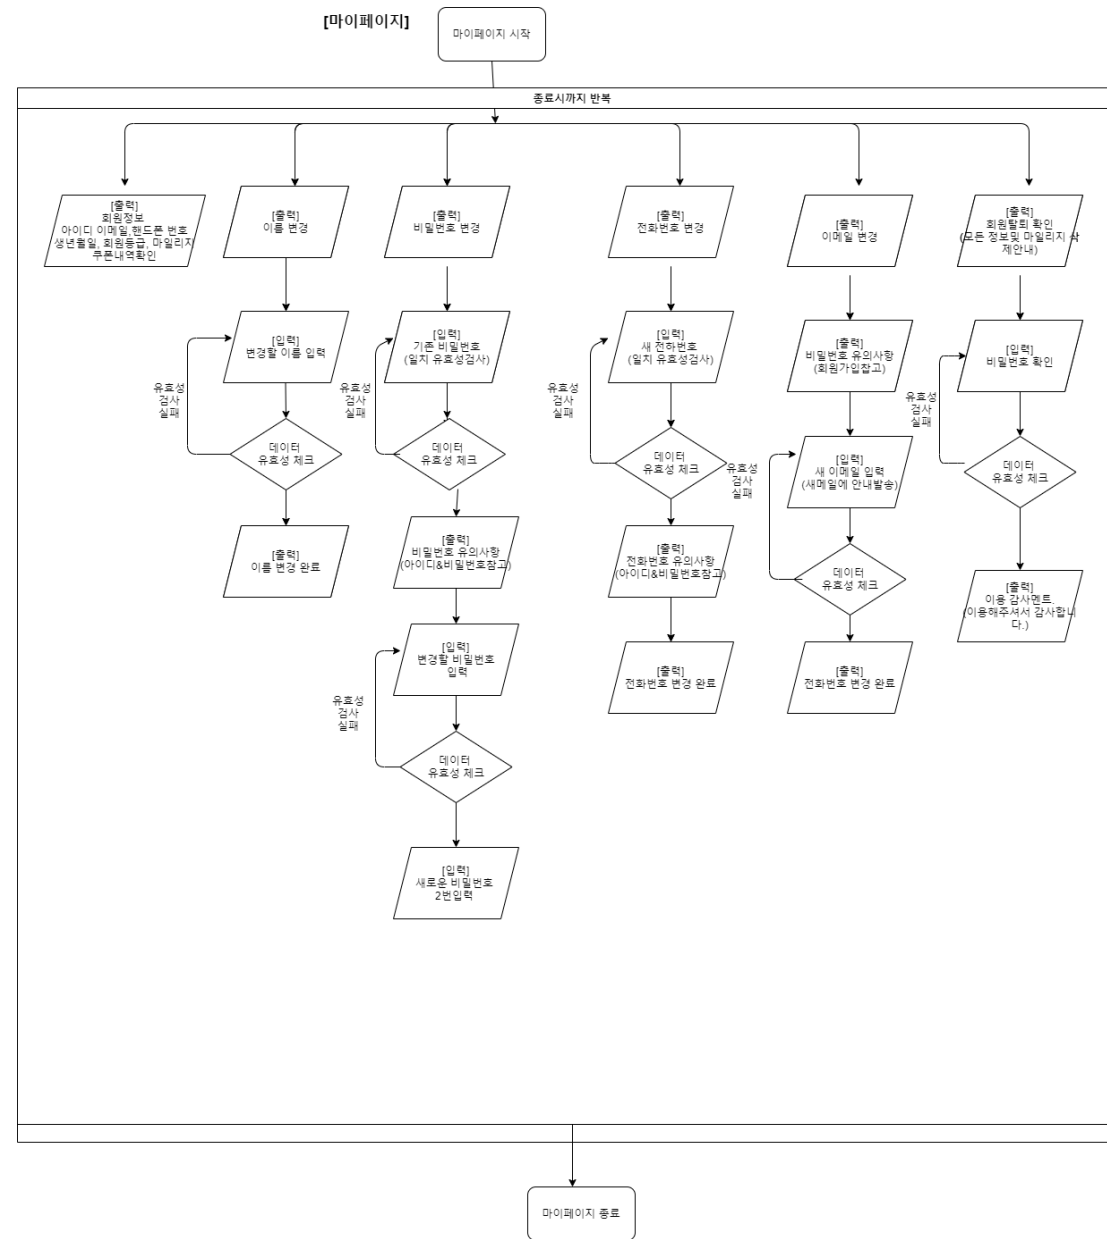 [마이페이지]
마이페이지 시작
종료시까지 반복
[출력]
회원정보
아이디 이메일,핸드폰 번호
생년월일, 회원등급, 마일리지
쿠폰내역확인
[출력]
이름 변경
[입력]
변경할 이름 입력
유효성
검사
실패
데이터
유효성 체크
[출력]
이름 변경 완료
[출력]
비밀번호 변경
[입력]
기존 비밀번호
(일치 유효성검사)
유효성
검사
실패
데이터
유효성 체크
[출력]
비밀번호 유의사항
(아이디&비밀번호참고)
[입력]
변경할 비밀번호
입력
유효성
검사
실패
데이터
유효성 체크
[입력]
새로운 비밀번호
2번입력
[출력]
전화번호 변경
[입력]
새 전하번호
(일치 유효성검사)
유효성
검사
실패
데이터
유효성 체크
[출력]
전화번호 유의사항
(아이디&비밀번호참고)
[출력]
전화번호 변경 완료
[출력]
이메일 변경
[출력]
비밀번호 유의사항
(회원가입참고)
[입력]
새 이메일 입력
(새메일에 안내발송)
유효성
검사
실패
데이터
유효성 체크
[출력]
전화번호 변경 완료
[출력]
회원탈퇴 확인
(모든 정보및 마일리지 삭
제안내)
[입력]
비밀번호 확인
유효성
검사
실패
데이터
유효성 체크
[출력]
이용 감사멘트.
(이용해주셔서 감사합니
다.)
마이페이지 종료